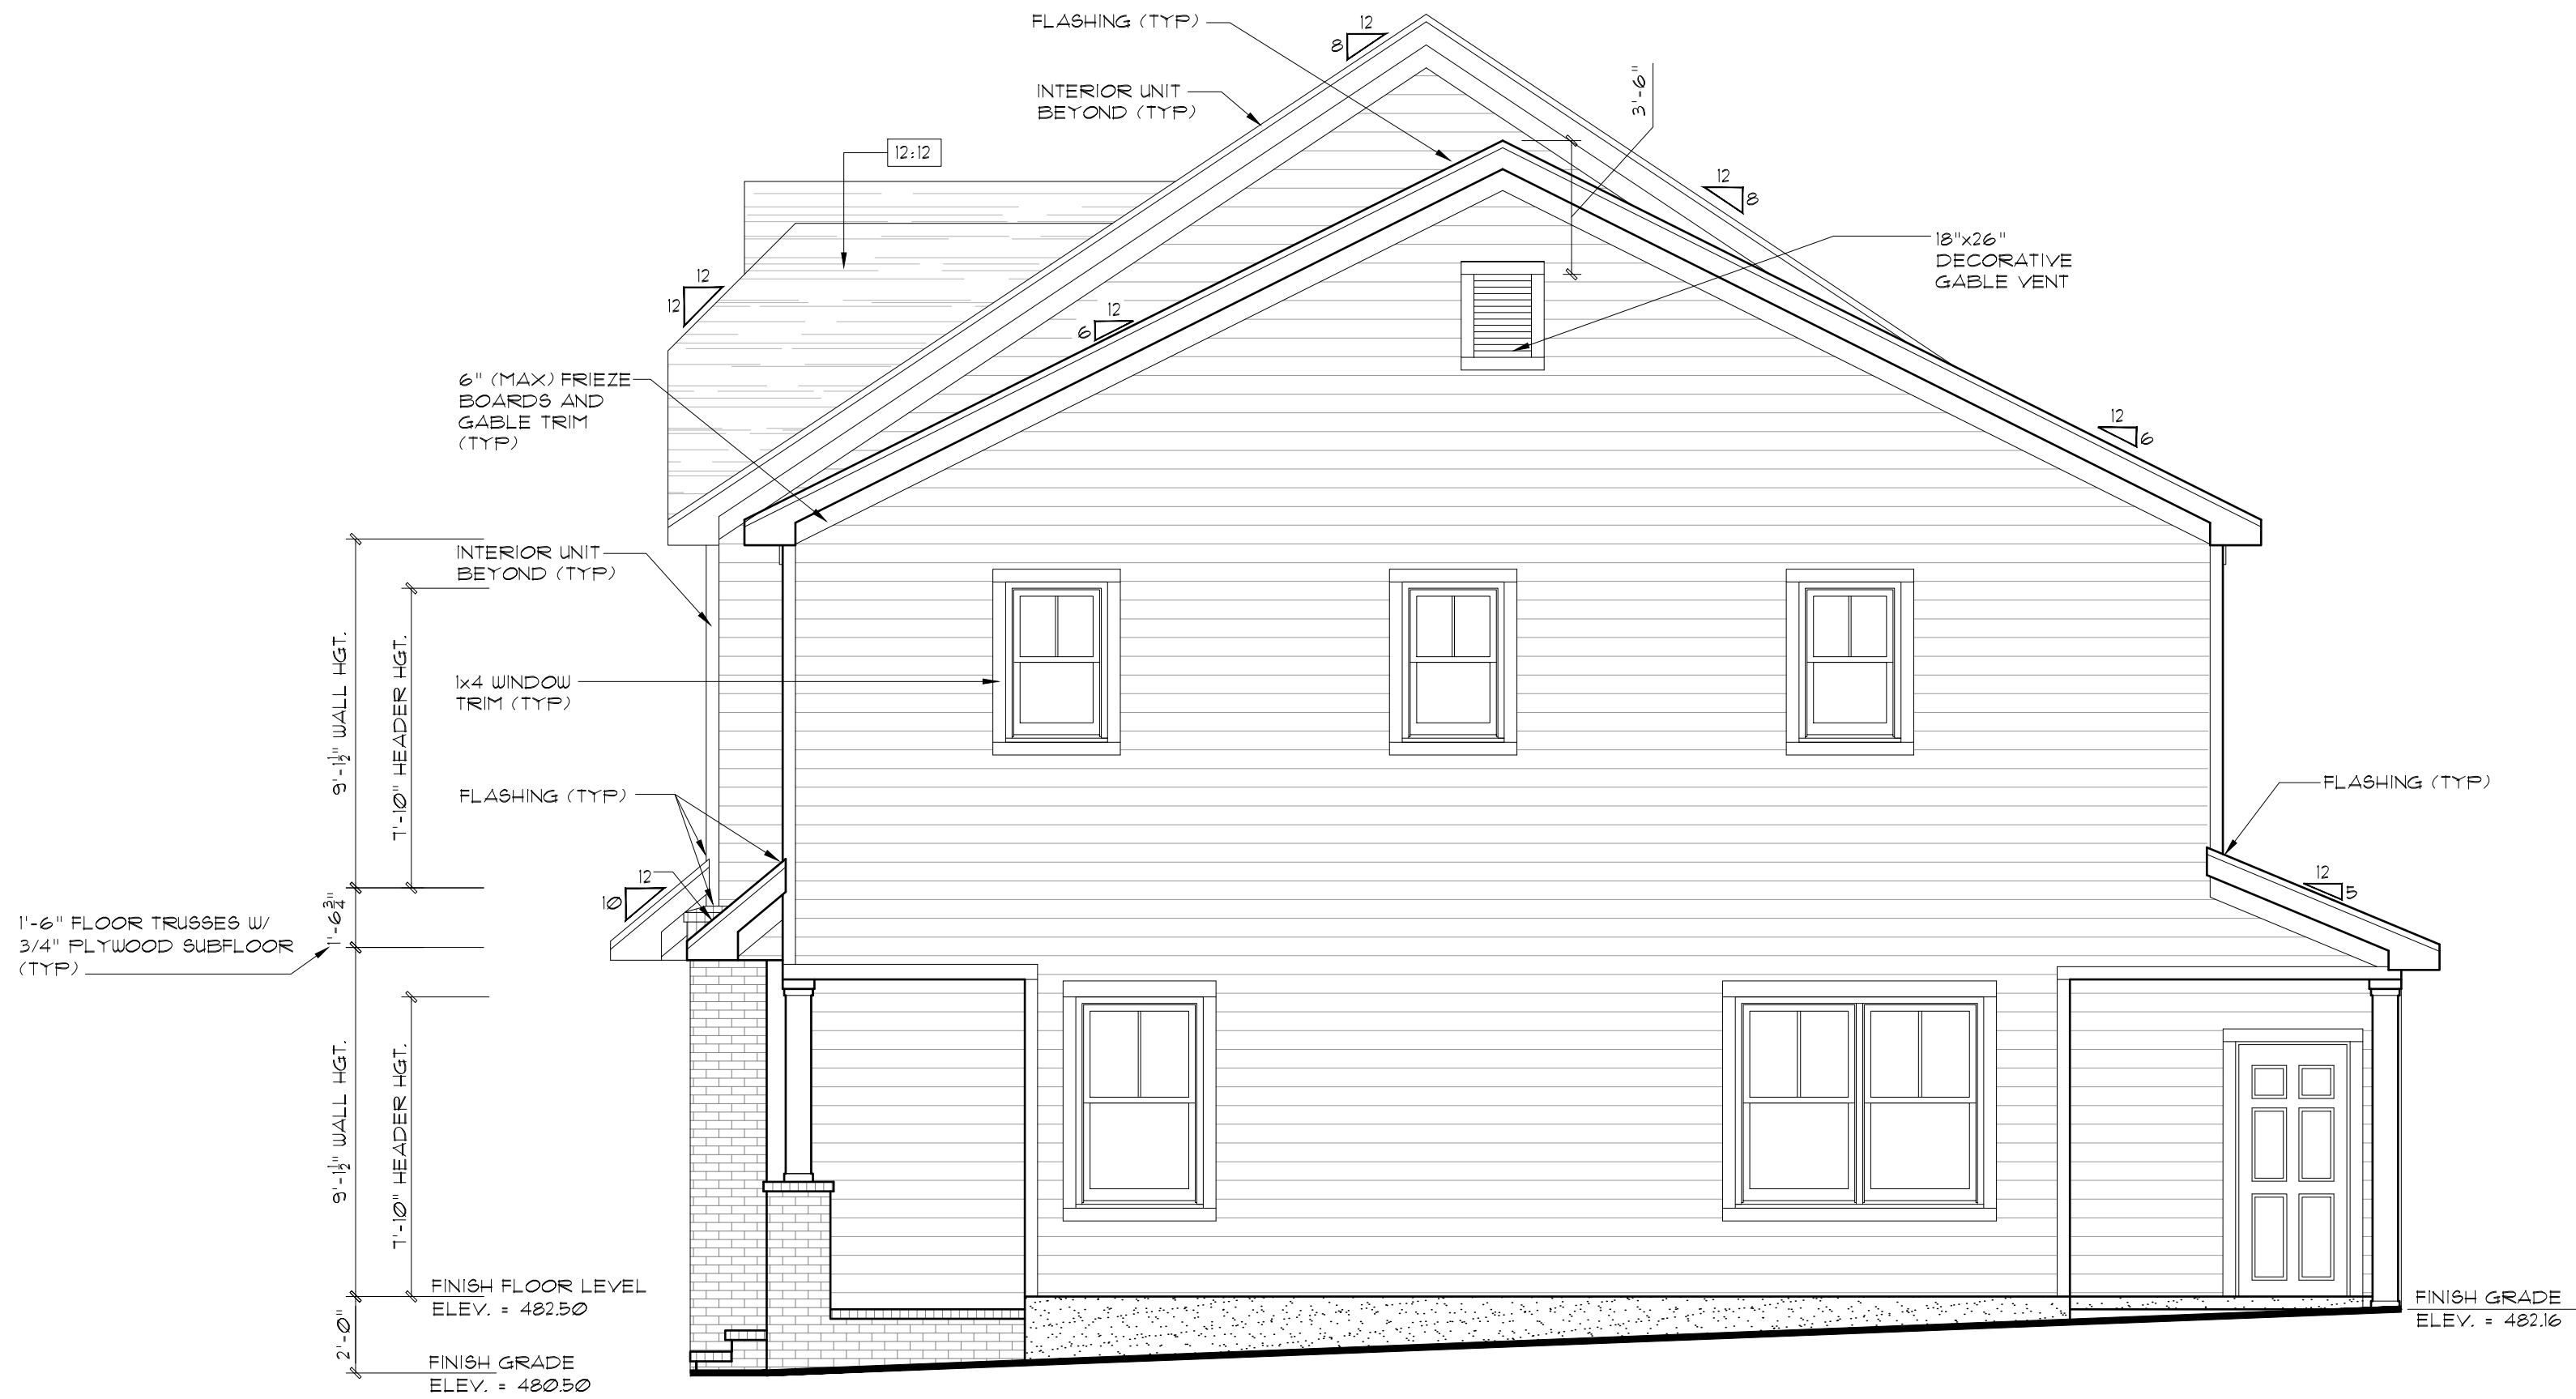 FLASHING (TYP)
12
8
3'-6"
INTERIOR UNIT
BEYOND (TYP)
12:12
12
8
18"x26"
DECORATIVE
GABLE VENT
12
12
12
6
6" (MAX) FRIEZE
BOARDS AND
GABLE TRIM
(TYP)
12
6
INTERIOR UNIT
BEYOND (TYP)
9'-1½" WALL HGT.
7'-10" HEADER HGT.
1x4 WINDOW
TRIM (TYP)
FLASHING (TYP)
FLASHING (TYP)
12
10
12
5
1'-6¾"
1'-6" FLOOR TRUSSES W/
3/4" PLYWOOD SUBFLOOR
(TYP)
9'-1½" WALL HGT.
7'-10" HEADER HGT.
FINISH FLOOR LEVEL
ELEV. = 482.50
2'-0"
FINISH GRADE
ELEV. = 480.50
FINISH GRADE
ELEV. = 482.16